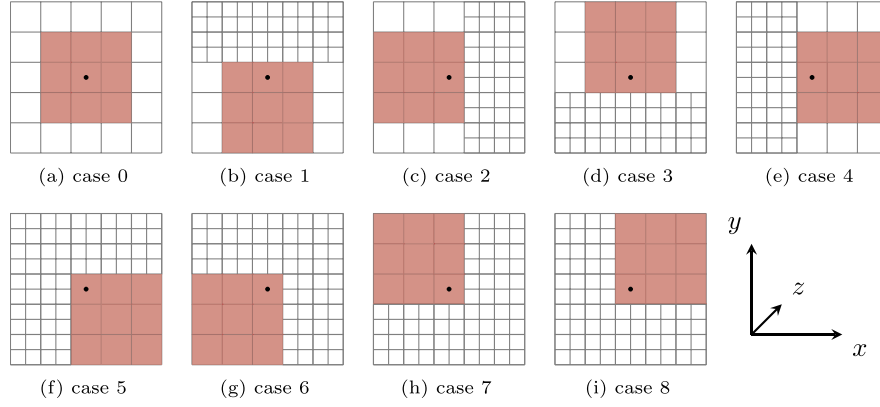 (a) case 0
(b) case 1
(c) case 2
(d) case 3
(e) case 4
y
z
x
(f) case 5
(g) case 6
(h) case 7
(i) case 8